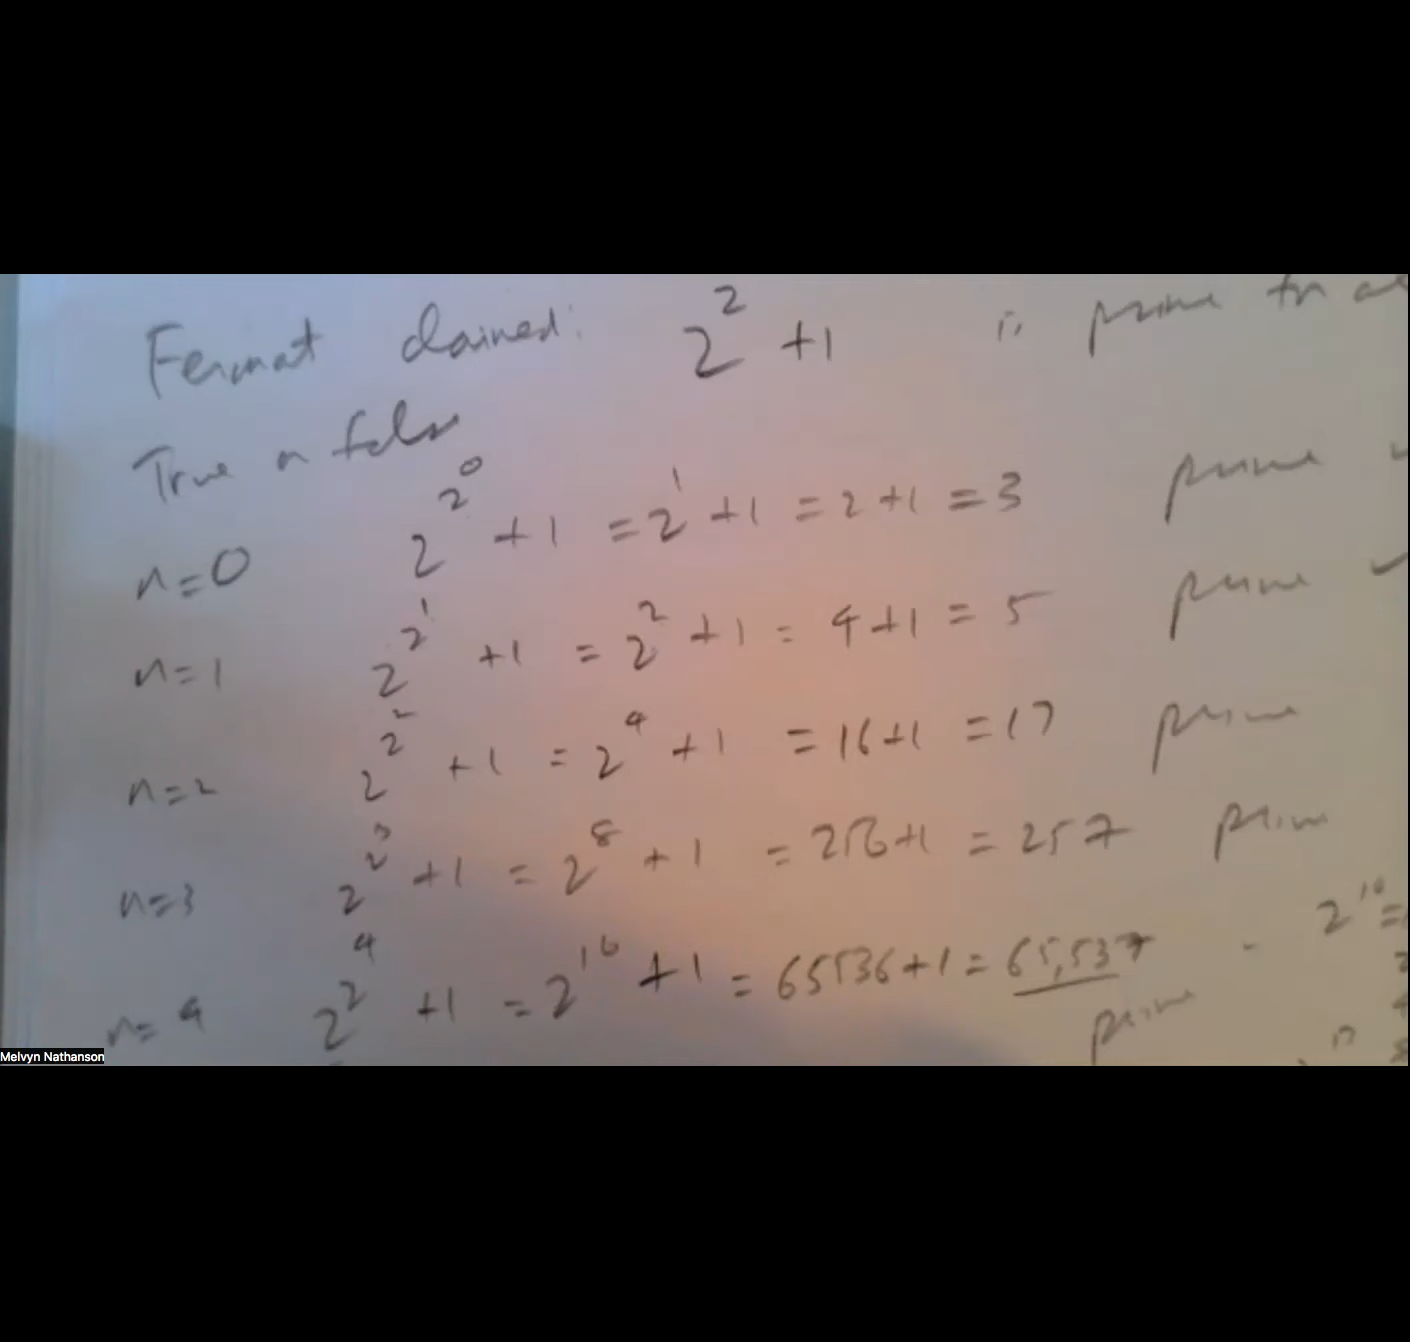 Fermat claimed: 2^2 +1 is prime for
True or false
n=0 2^2^0 +1 = 2^1 +1 = 2+1 = 3 prime
n=1 2^2^1 +1 = 2^2 +1 = 4+1 = 5 prime ✓
n=2 2^2^2 +1 = 2^4 +1 = 16+1 = 17 prime
n=3 2^2^3 +1 = 2^8 +1 = 256+1 = 257 prime
n=4 2^2^4 +1 = 2^16 +1 = 65536+1 = 65,537 2^10 =
prime
Melvyn Nathanson